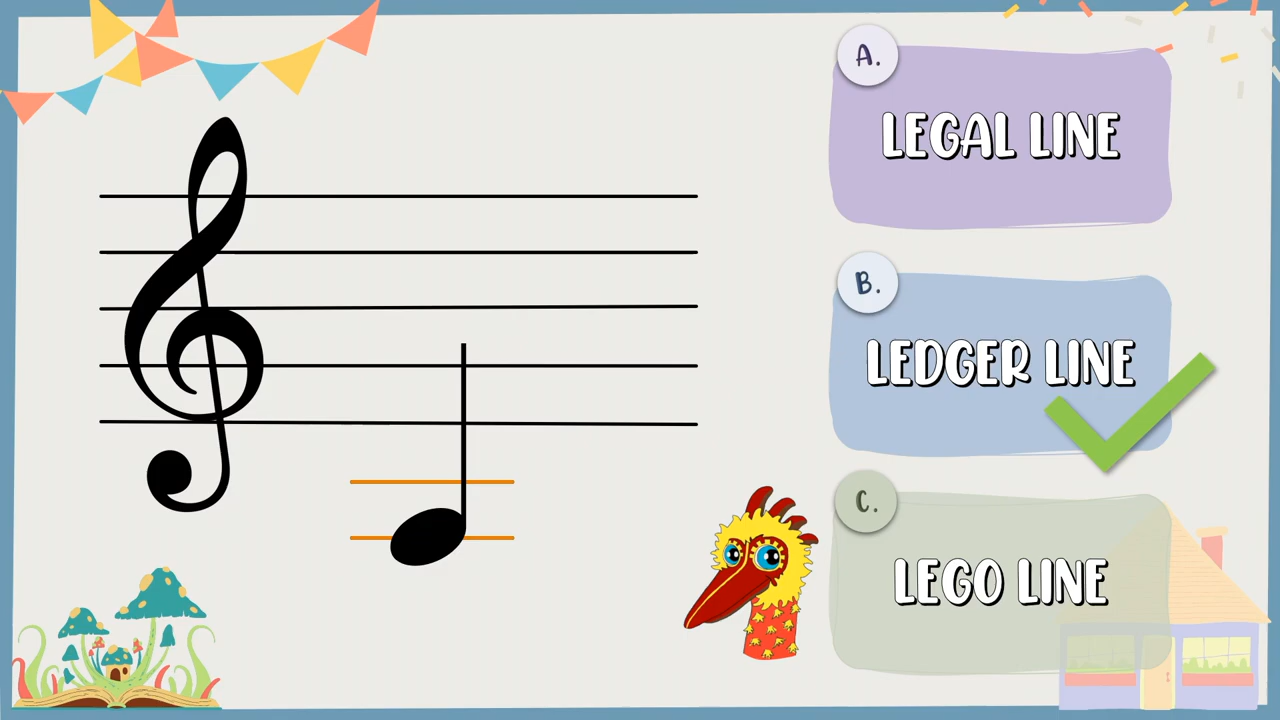 A.
LEGAL LINE
B.
LEDGER LINE
C.
LEGO LINE